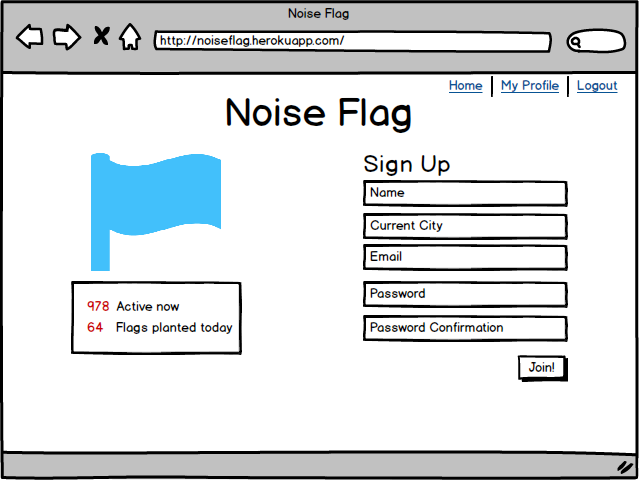 Noise Flag
http://noiseflag.herokuapp.com/
Home My Profile Logout
Noise Flag
Sign Up
Name
Current City
Email
Password
Password Confirmation
Join!
978 Active now
64 Flags planted today